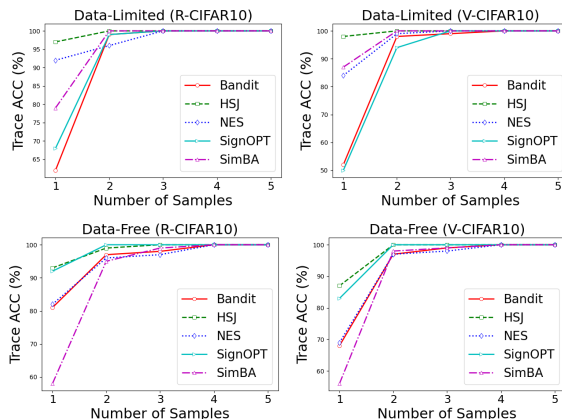 Data-Limited (R-CIFAR10)
Trace ACC (%)
100
95
90
85
80
75
70
65
Bandit
HSJ
NES
SignOPT
SimBA
1 2 3 4 5
Number of Samples
Data-Limited (V-CIFAR10)
Trace ACC (%)
100
90
80
70
60
50
Bandit
HSJ
NES
SignOPT
SimBA
1 2 3 4 5
Number of Samples
Data-Free (R-CIFAR10)
Trace ACC (%)
100
90
80
70
60
Bandit
HSJ
NES
SignOPT
SimBA
1 2 3 4 5
Number of Samples
Data-Free (V-CIFAR10)
Trace ACC (%)
100
90
80
70
60
Bandit
HSJ
NES
SignOPT
SimBA
1 2 3 4 5
Number of Samples